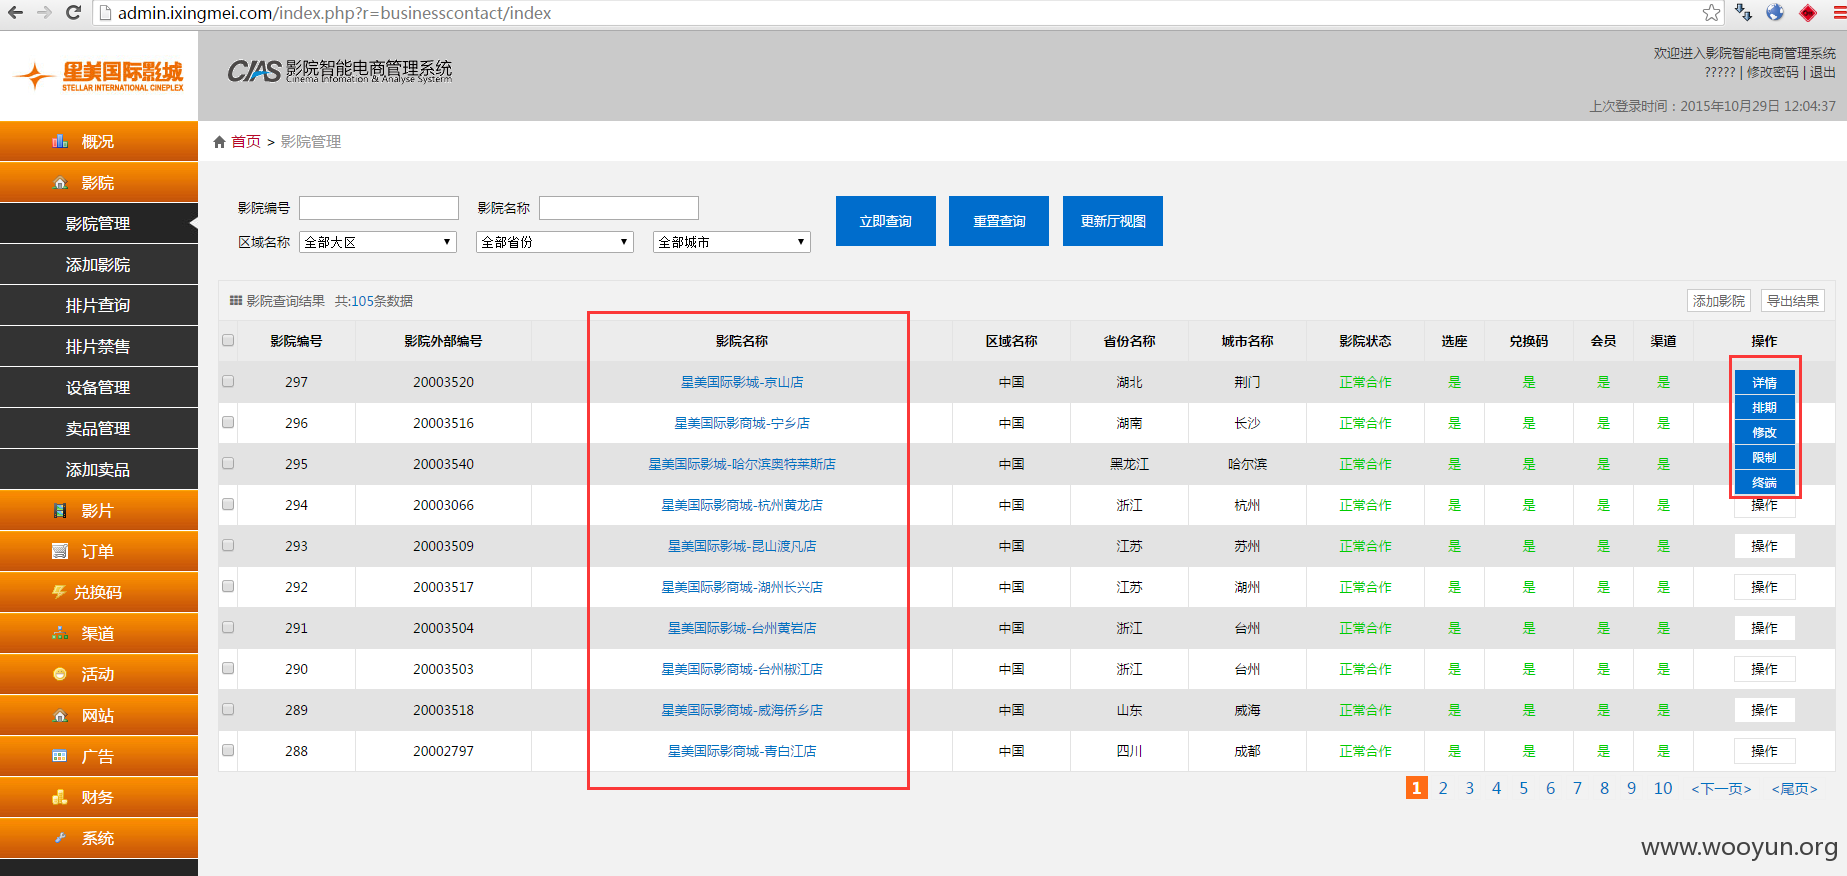 admin.ixingmei.com/index.php?r=businesscontact/index
星美国际影城
STELLAR INTERNATIONAL CINEPLEX
CIAS 影院智能电商管理系统
Cinema Infomation & Analyse Systerm
欢迎进入影院智能电商管理系统
????? | 修改密码 | 退出
上次登录时间：2015年10月29日 12:04:37
概况
影院
影院管理
添加影院
排片查询
排片禁售
设备管理
卖品管理
添加卖品
影片
订单
兑换码
渠道
活动
网站
广告
财务
系统
首页 > 影院管理
影院编号 影院名称
区域名称 全部大区 全部省份 全部城市
立即查询 重置查询 更新厅视图
影院查询结果 共:105条数据 添加影院 导出结果
影院编号 影院外部编号 影院名称 区域名称 省份名称 城市名称 影院状态 选座 兑换码 会员 渠道 操作
297 20003520 星美国际影城-京山店 中国 湖北 荆门 正常合作 是 是 是 是 详情
排期
296 20003516 星美国际影商城-宁乡店 中国 湖南 长沙 正常合作 是 是 是 是 修改
295 20003540 星美国际影城-哈尔滨奥特莱斯店 中国 黑龙江 哈尔滨 正常合作 是 是 是 是 限制
终端
294 20003066 星美国际影商城-杭州黄龙店 中国 浙江 杭州 正常合作 是 是 是 是 操作
293 20003509 星美国际影城-昆山渡凡店 中国 江苏 苏州 正常合作 是 是 是 是 操作
292 20003517 星美国际影商城-湖州长兴店 中国 江苏 湖州 正常合作 是 是 是 是 操作
291 20003504 星美国际影城-台州黄岩店 中国 浙江 台州 正常合作 是 是 是 是 操作
290 20003503 星美国际影商城-台州椒江店 中国 浙江 台州 正常合作 是 是 是 是 操作
289 20003518 星美国际影商城-威海侨乡店 中国 山东 威海 正常合作 是 是 是 是 操作
288 20002797 星美国际影商城-青白江店 中国 四川 成都 正常合作 是 是 是 是 操作
1 2 3 4 5 6 7 8 9 10 <下一页> <尾页>
www.wooyun.org